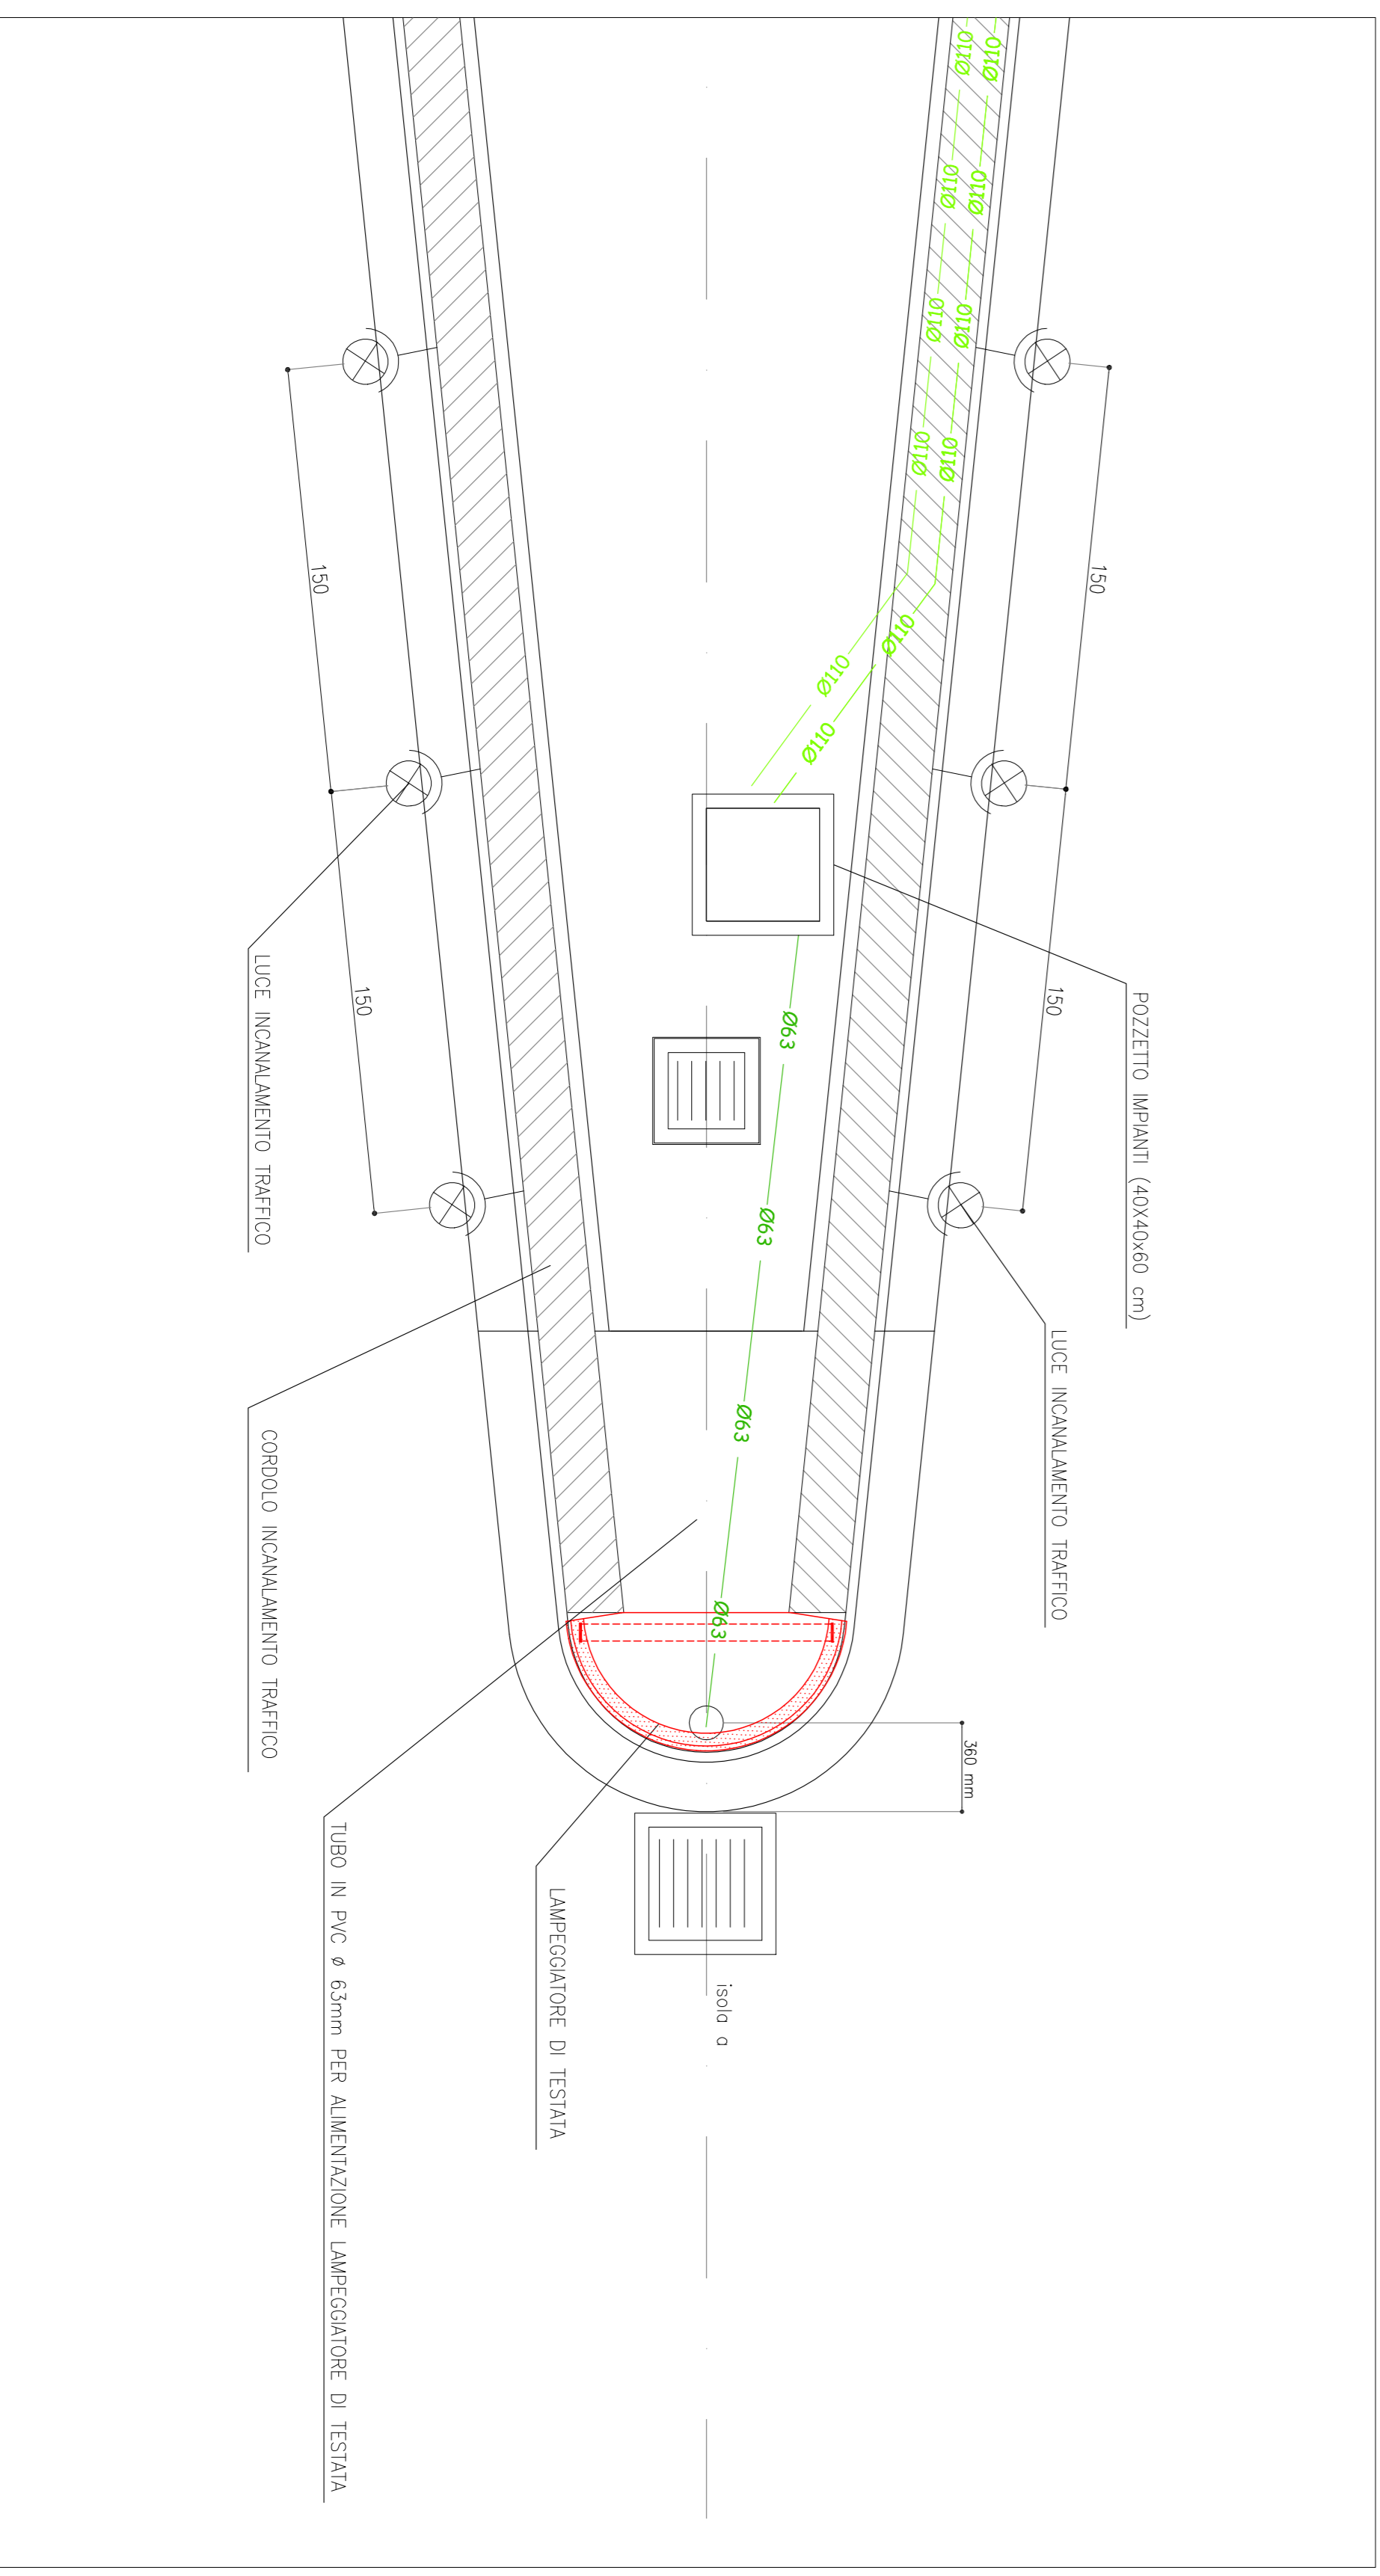 POZZETTO IMPIANTI (40X40x60 cm)
150
150
LUCE INCANALAMENTO TRAFFICO
Ø110
Ø110
Ø110
Ø110
Ø110
Ø110
Ø110
Ø110
Ø110
Ø110
Ø110
360 mm
Ø63
Ø63
Ø63
Ø63
isola a
LAMPEGGIATORE DI TESTATA
150
150
TUBO IN PVC ø 63mm PER ALIMENTAZIONE LAMPEGGIATORE DI TESTATA
LUCE INCANALAMENTO TRAFFICO
CORDOLO INCANALAMENTO TRAFFICO